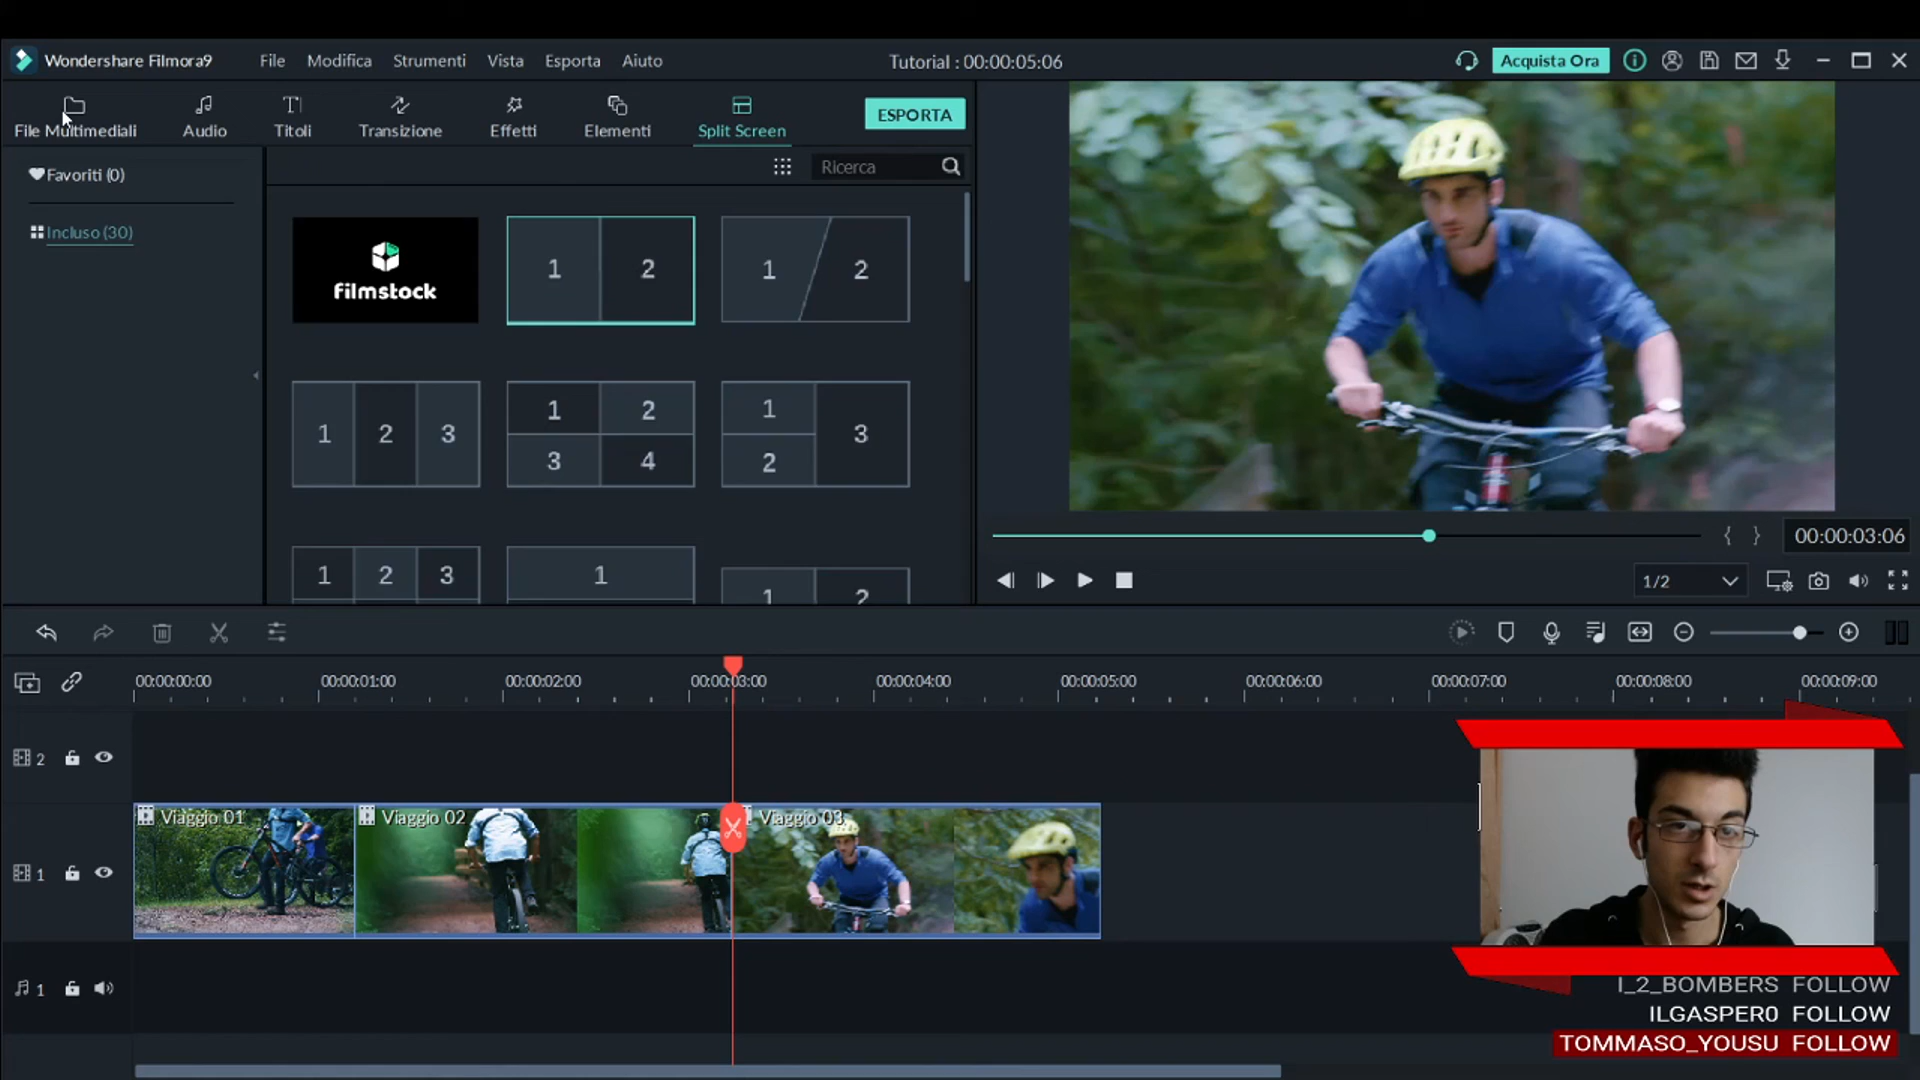 Wondershare Filmora9
File
Modifica
Strumenti
Vista
Esporta
Aiuto
Tutorial : 00:00:05:06
Acquista Ora
File Multimediali
Audio
Titoli
Transizione
Effetti
Elementi
Split Screen
ESPORTA
Favoriti (0)
Ricerca
Incluso (30)
filmstock
1 2
1 2
1 2 3
1 2
3 4
1
2
3
1 2 3
1
1 2
00:00:03:06
1/2
00:00:00:00
00:00:01:00
00:00:02:00
00:00:03:00
00:00:04:00
00:00:05:00
00:00:06:00
00:00:07:00
00:00:08:00
00:00:09:00
2
Viaggio 01
Viaggio 02
Viaggio 03
1
1
I_2_BOMBERS FOLLOW
ILGASPER0 FOLLOW
TOMMASO_YOUSU FOLLOW